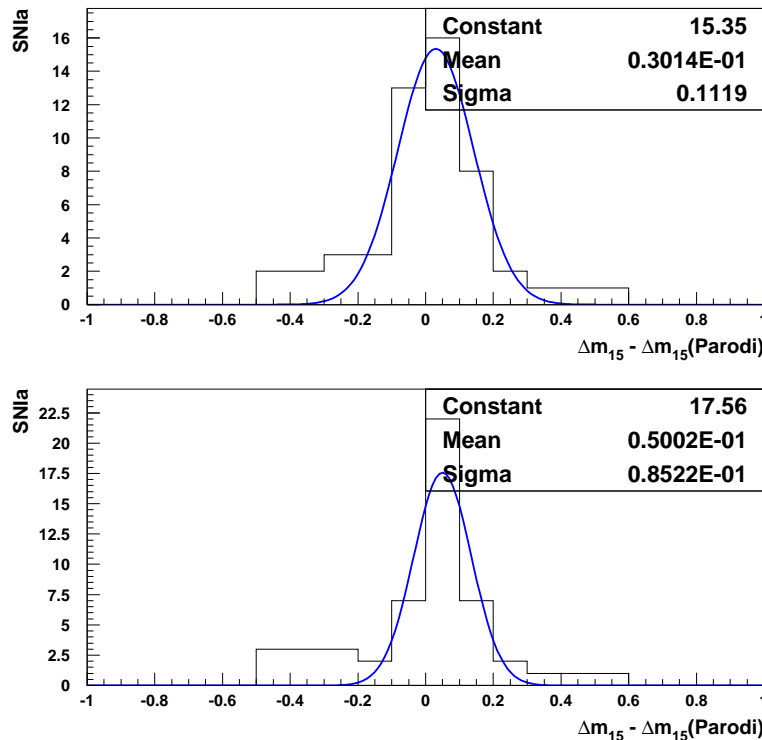 SNIa
Constant 15.35
Mean 0.3014E-01
Sigma 0.1119
16
14
12
10
8
6
4
2
0
-1 -0.8 -0.6 -0.4 -0.2 0 0.2 0.4 0.6 0.8 1
Δm15 - Δm15(Parodi)
SNIa
Constant 17.56
Mean 0.5002E-01
Sigma 0.8522E-01
22.5
20
17.5
15
12.5
10
7.5
5
2.5
0
-1 -0.8 -0.6 -0.4 -0.2 0 0.2 0.4 0.6 0.8 1
Δm15 - Δm15(Parodi)